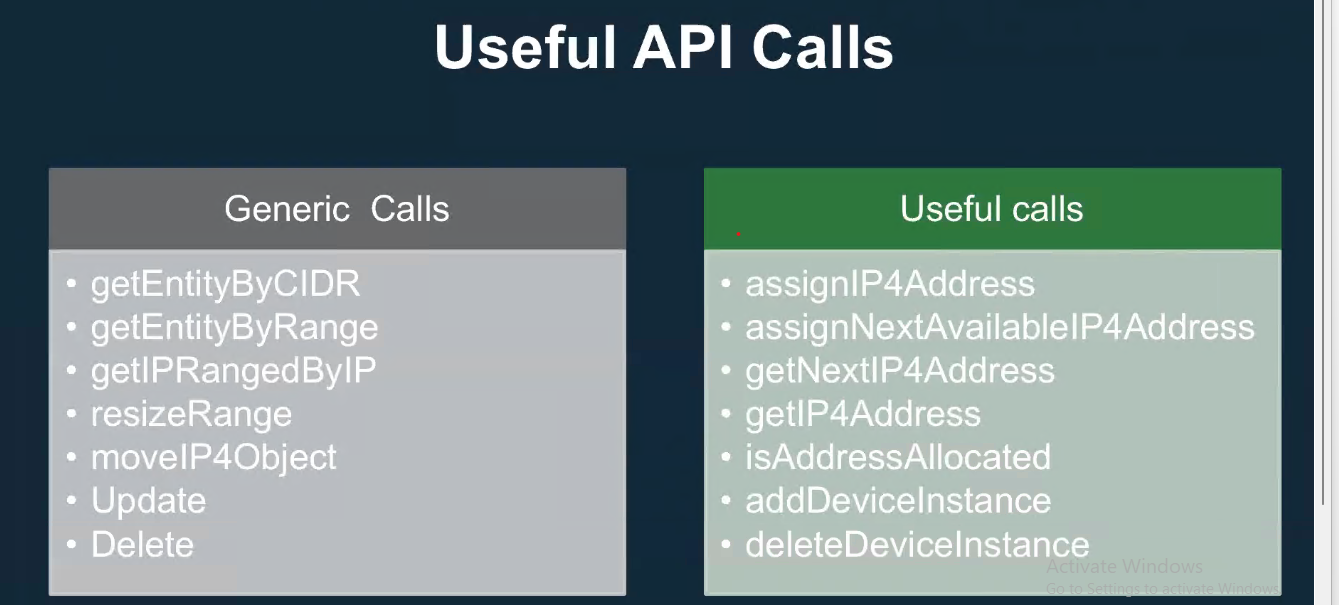 Useful API Calls
Generic Calls
• getEntityByCIDR
• getEntityByRange
• getIPRangedByIP
• resizeRange
• moveIP4Object
• Update
• Delete
Useful calls
• assignIP4Address
• assignNextAvailableIP4Address
• getNextIP4Address
• getIP4Address
• isAddressAllocated
• addDeviceInstance
• deleteDeviceInstance
Activate Windows
Go to Settings to activate Windows.